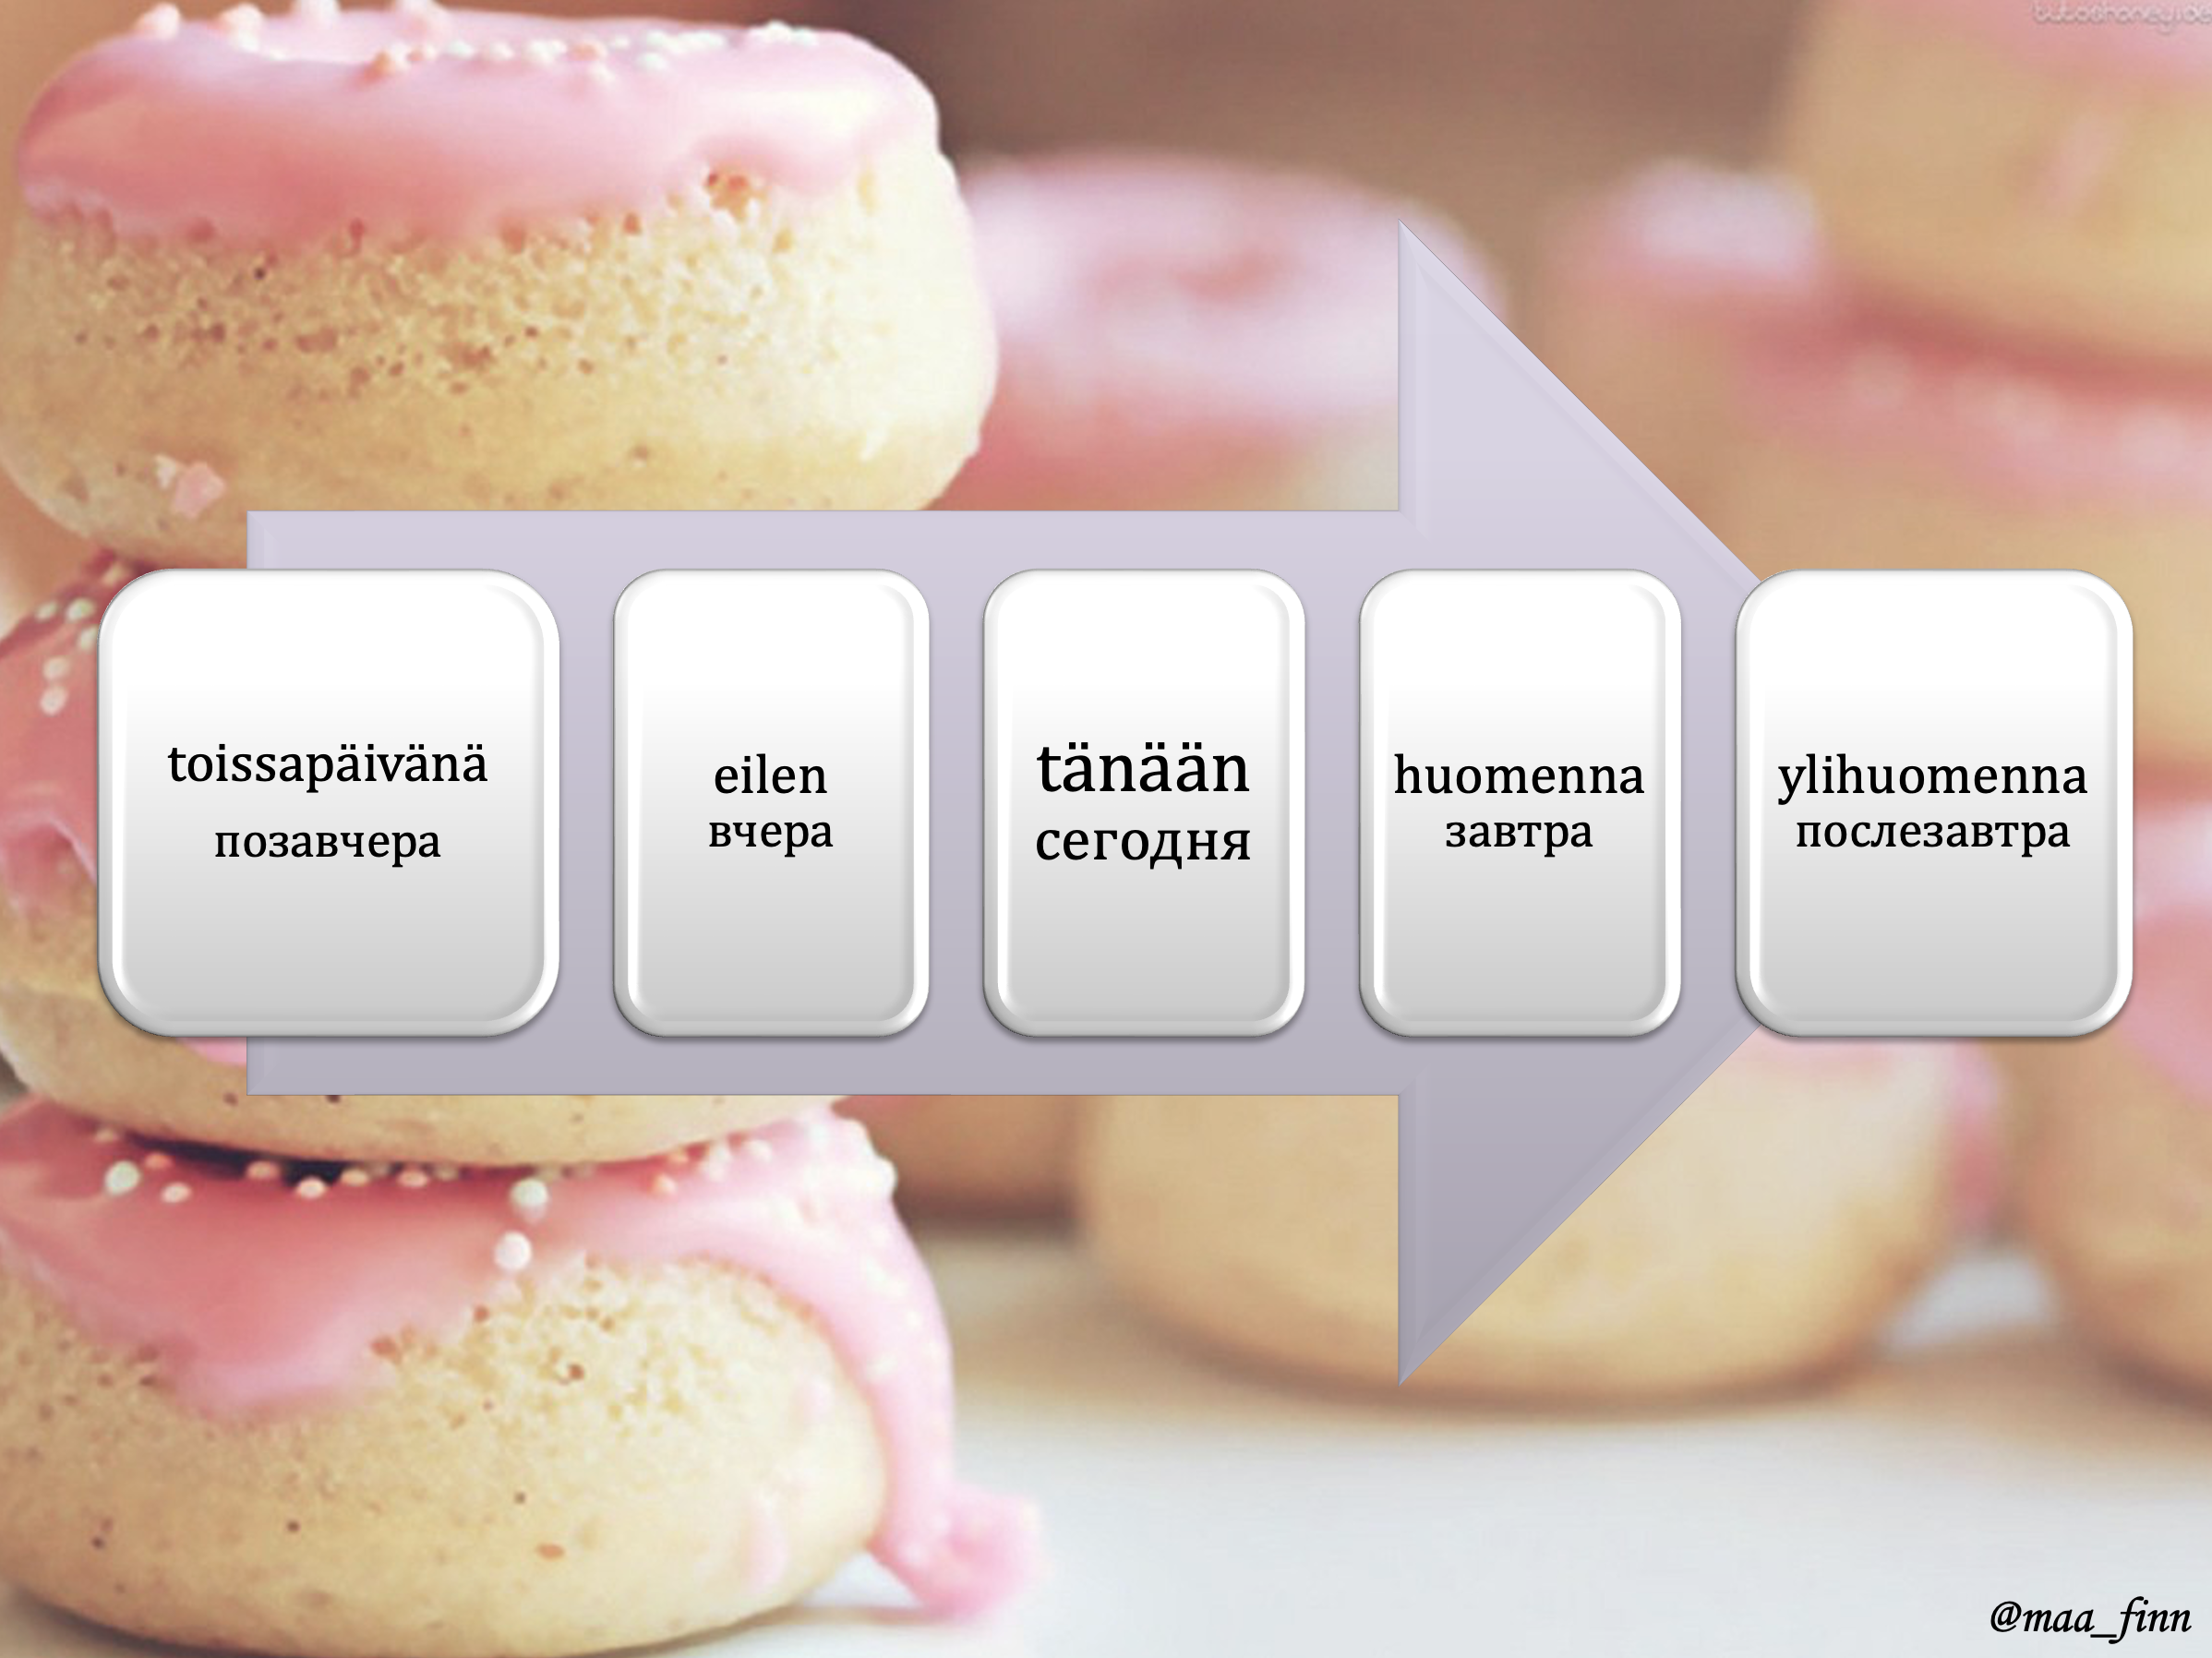 toissapäivänä
позавчера
eilen
вчера
tänään
сегодня
huomenna
завтра
ylihuomenna
послезавтра
@maa_finn